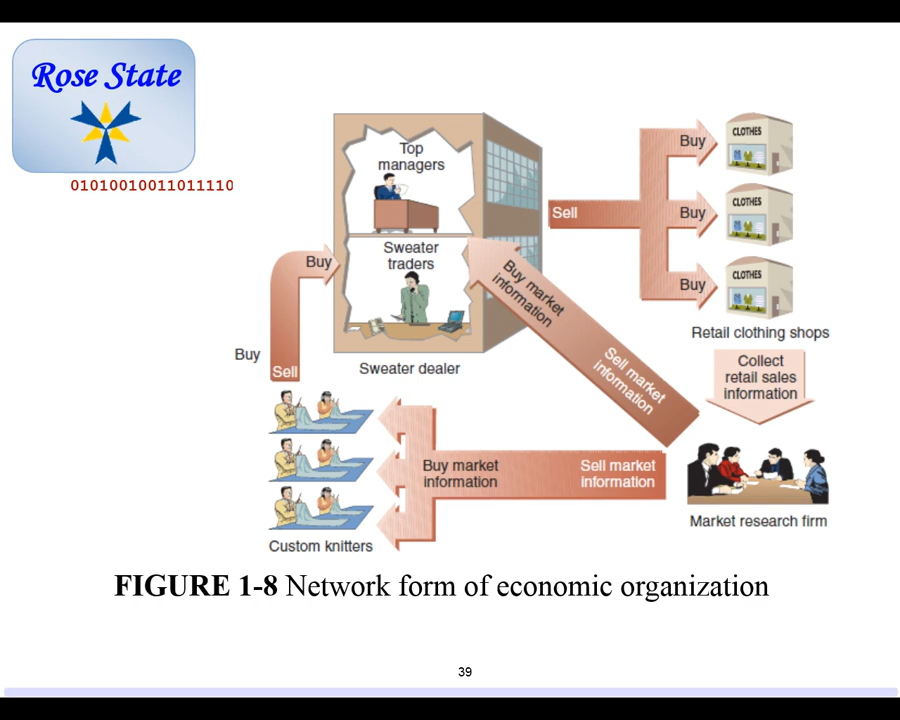 Rose State
01010010011011110
Top
managers
Sweater
traders
Sweater dealer
Buy
Buy
Sell
Sell
Buy
Buy
Buy
CLOTHES
CLOTHES
CLOTHES
Retail clothing shops
Collect
retail sales
information
Buy market
information
Sell market
information
Buy market
information
Sell market
information
Market research firm
Custom knitters
FIGURE 1-8 Network form of economic organization
39